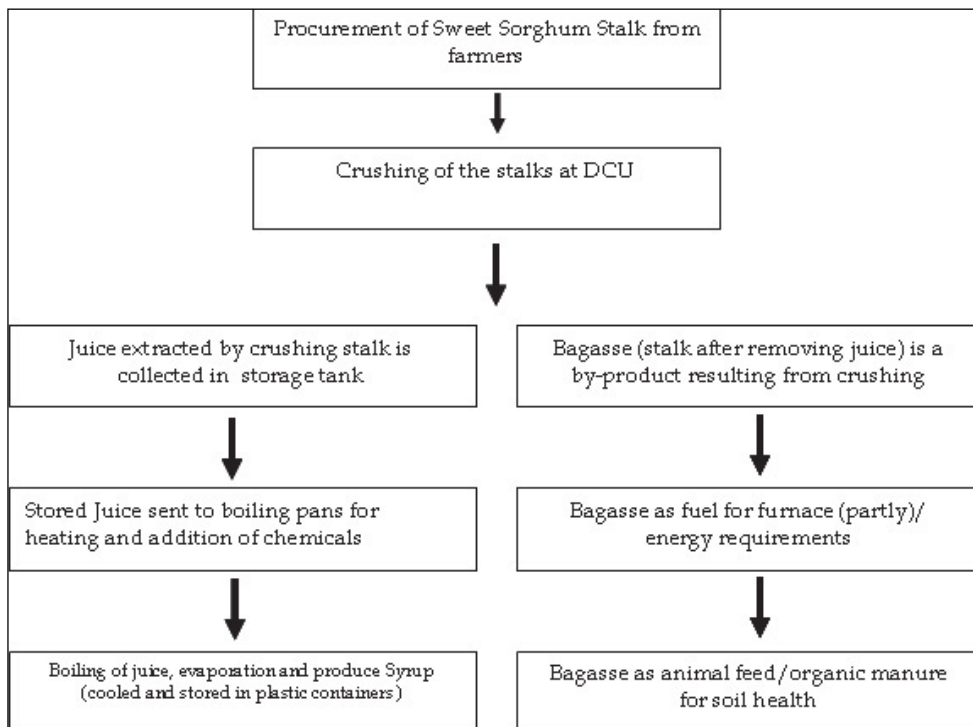 Procurement of Sweet Sorghum Stalk from
farmers
Crushing of the stalks at DCU
Juice extracted by crushing stalk is
collected in storage tank
Bagasse (stalk after removing juice) is a
by-product resulting from crushing
Stored Juice sent to boiling pans for
heating and addition of chemicals
Bagasse as fuel for furnace (partly)/
energy requirements
Boiling of juice, evaporation and produce Syrup
(cooled and stored in plastic containers)
Bagasse as animal feed/organic manure
for soil health